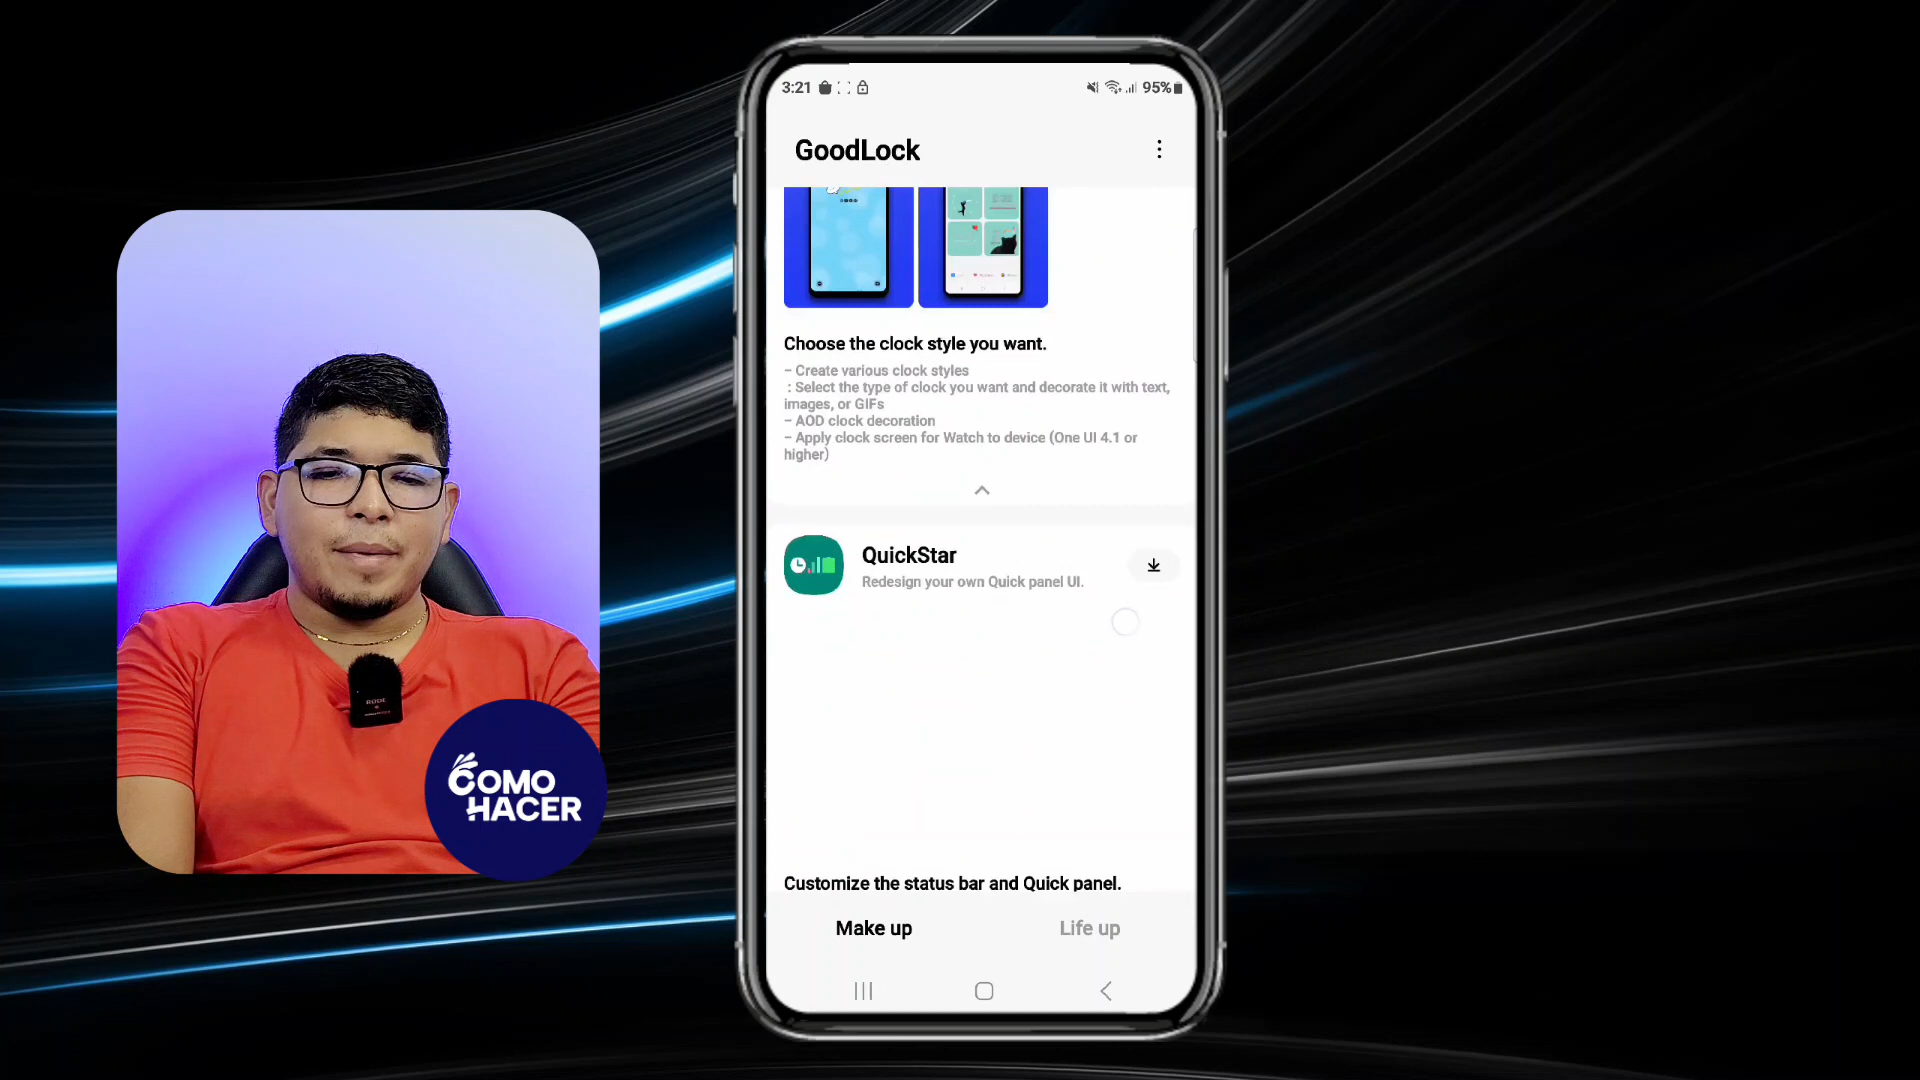 3:21
95%
GoodLock
Choose the clock style you want.
– Create various clock styles
: Select the type of clock you want and decorate it with text,
images, or GIFs
– AOD clock decoration
– Apply clock screen for Watch to device (One UI 4.1 or
higher)
QuickStar
Redesign your own Quick panel UI.
Customize the status bar and Quick panel.
Make up
Life up
RODE
COMO
HACER